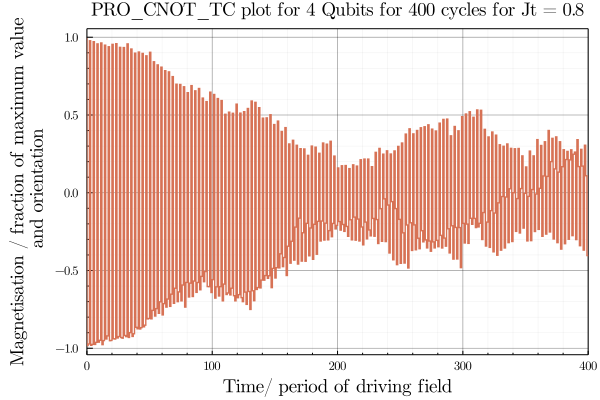 PRO_CNOT_TC plot for 4 Qubits for 400 cycles for Jt = 0.8
Magnetisation / fraction of maximum value
and orientation
1.0
0.5
0.0
−0.5
−1.0
0
100
200
300
400
Time/ period of driving field